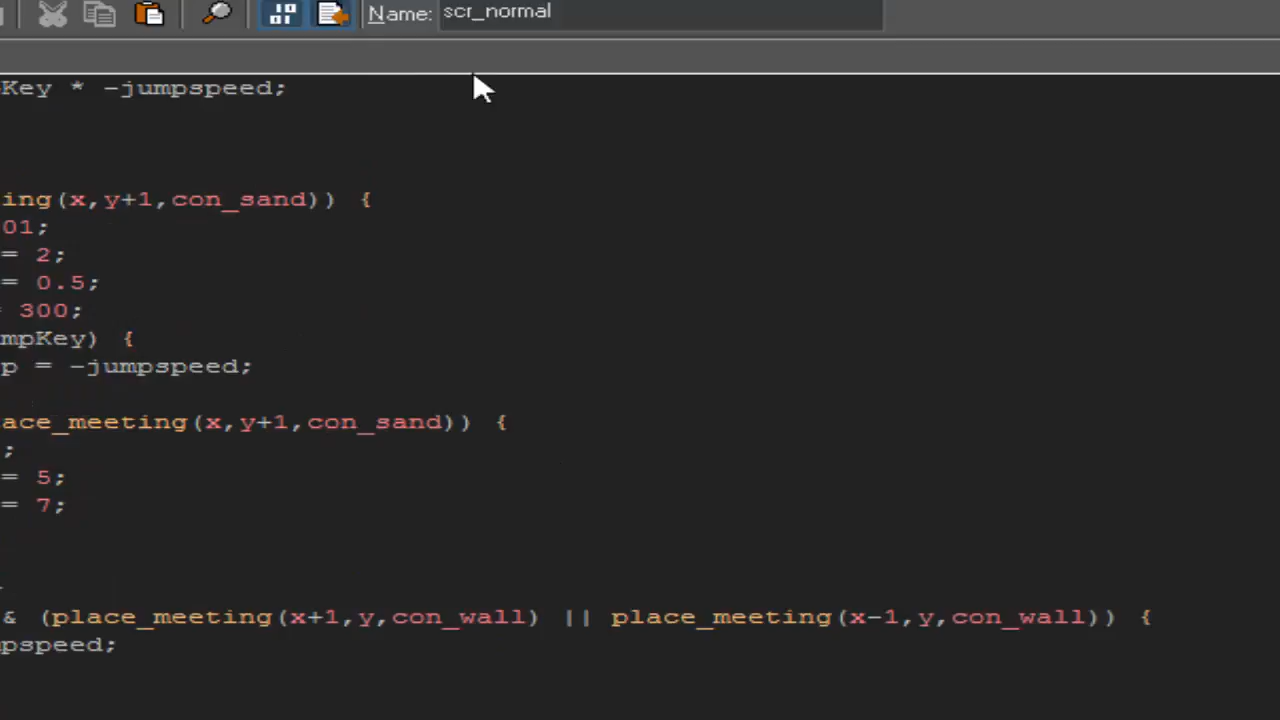 Name: scr_normal
Key * -jumpspeed;
ing(x,y+1,con_sand)) {
01;
= 2;
= 0.5;
= 300;
mpKey) {
p = -jumpspeed;
ace_meeting(x,y+1,con_sand)) {
;
= 5;
= 7;
& (place_meeting(x+1,y,con_wall) || place_meeting(x-1,y,con_wall)) {
pspeed;